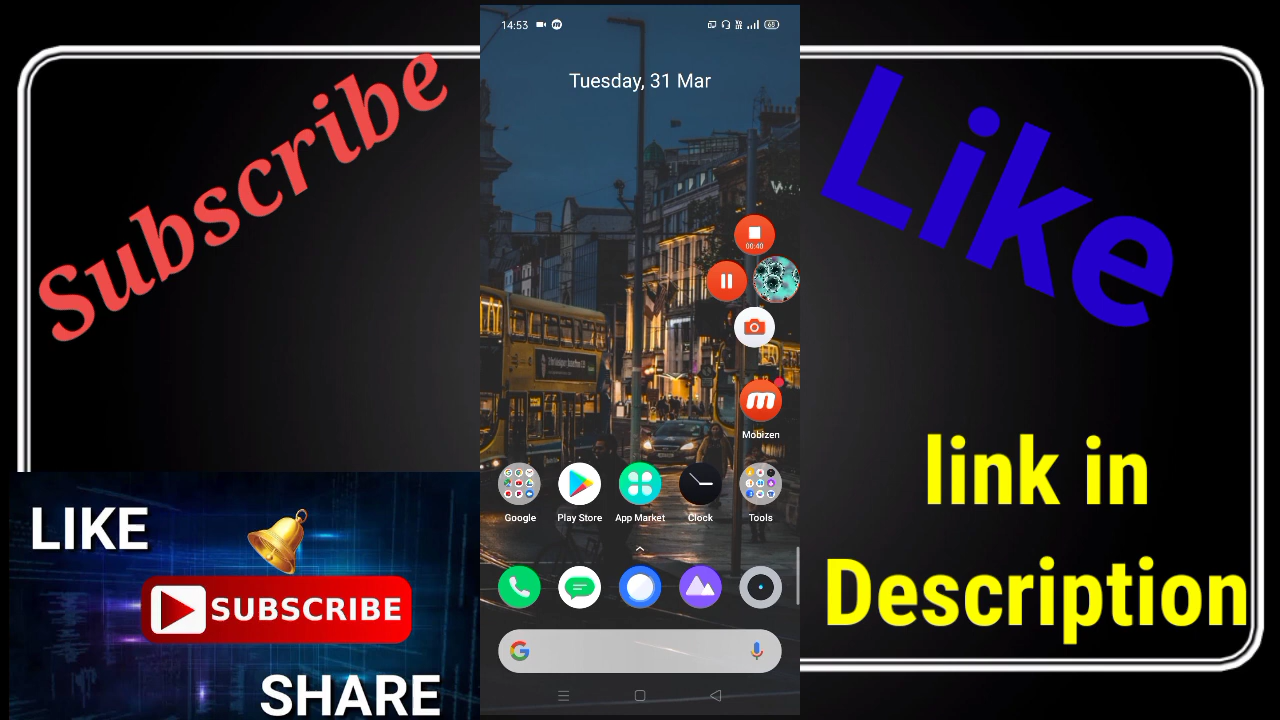 Subscribe
LIKE
SUBSCRIBE
SHARE
14:53
65
Tuesday, 31 Mar
00:40
Mobizen
Google
Play Store
App Market
Clock
Tools
Like
link in
Description